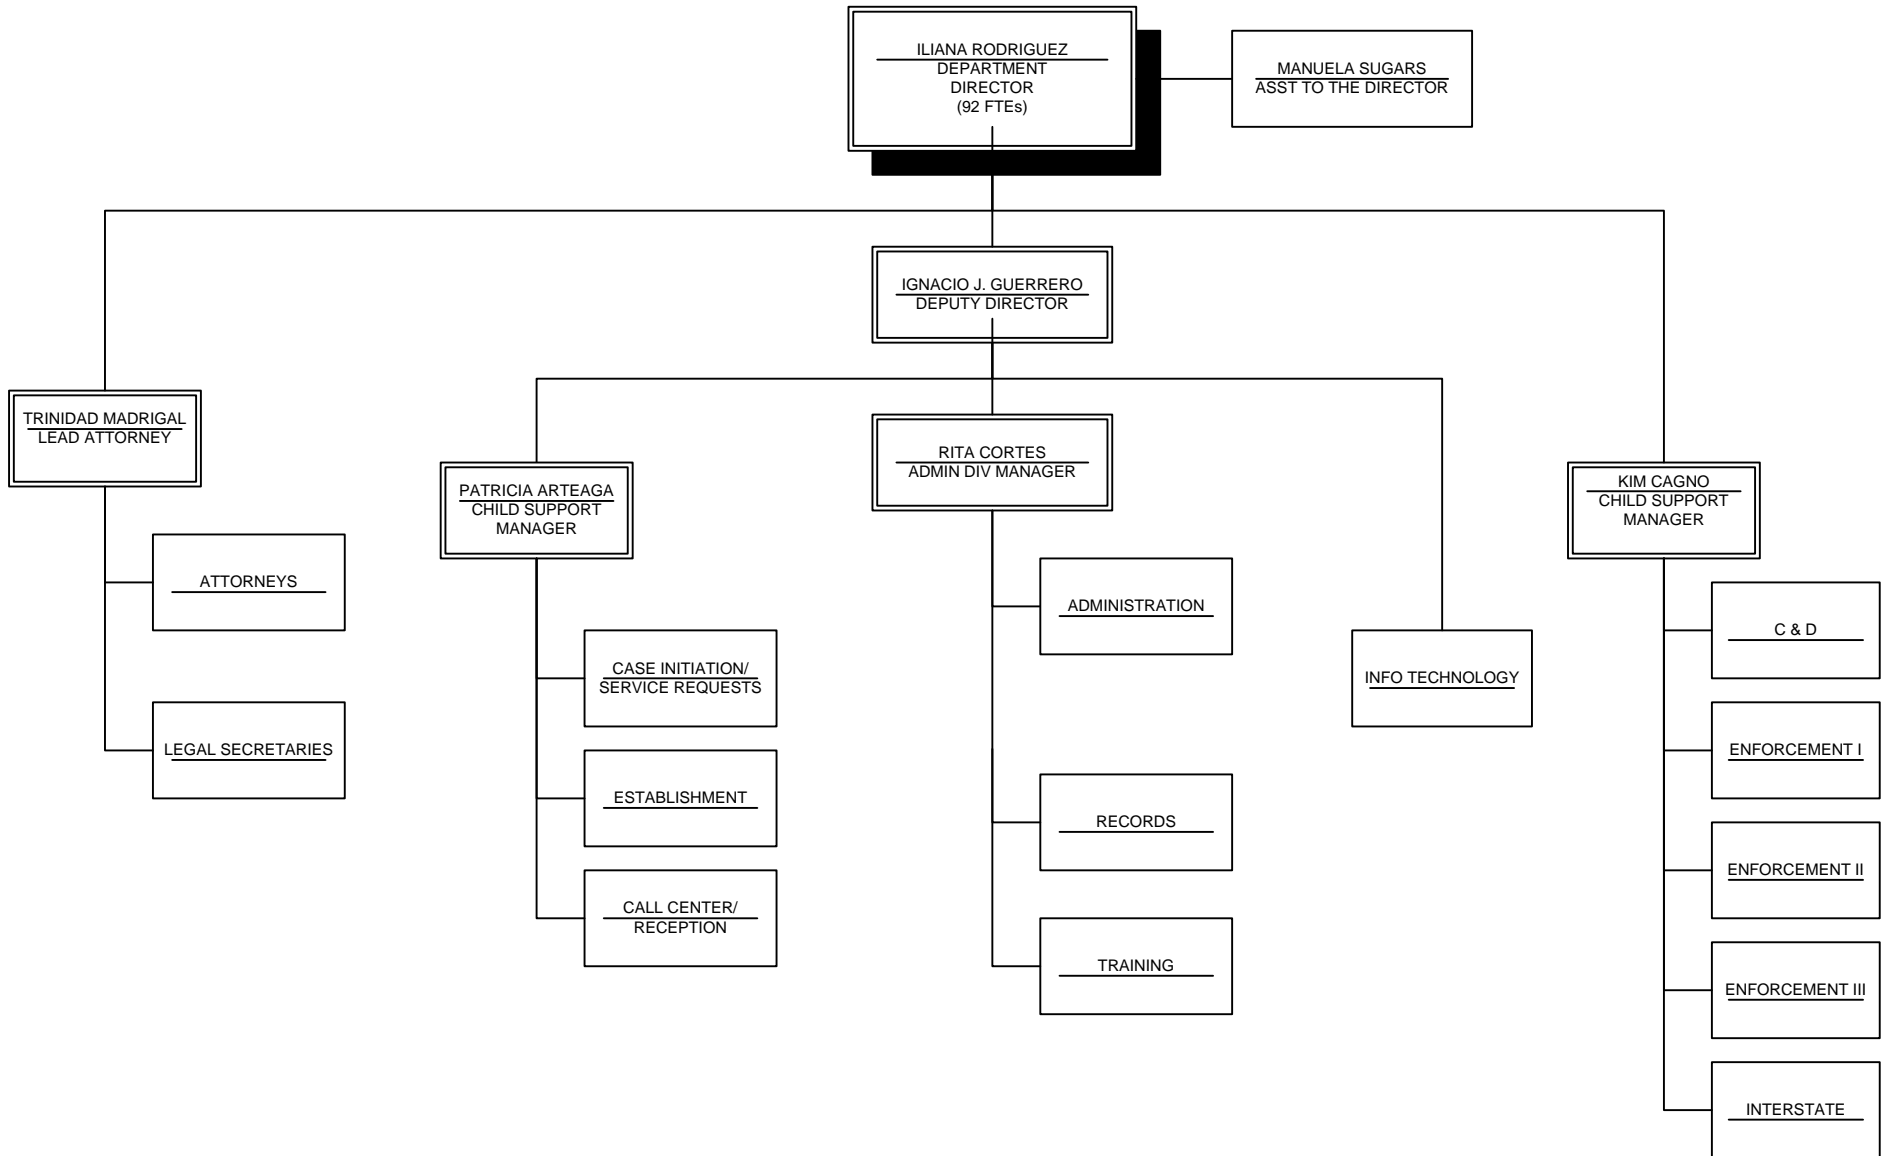 ILIANA RODRIGUEZ
DEPARTMENT
DIRECTOR
(92 FTEs)
MANUELA SUGARS
ASST TO THE DIRECTOR
IGNACIO J. GUERRERO
DEPUTY DIRECTOR
TRINIDAD MADRIGAL
LEAD ATTORNEY
ATTORNEYS
LEGAL SECRETARIES
PATRICIA ARTEAGA
CHILD SUPPORT
MANAGER
CASE INITIATION/
SERVICE REQUESTS
ESTABLISHMENT
CALL CENTER/
RECEPTION
RITA CORTES
ADMIN DIV MANAGER
ADMINISTRATION
RECORDS
TRAINING
INFO TECHNOLOGY
KIM CAGNO
CHILD SUPPORT
MANAGER
C & D
ENFORCEMENT I
ENFORCEMENT II
ENFORCEMENT III
INTERSTATE